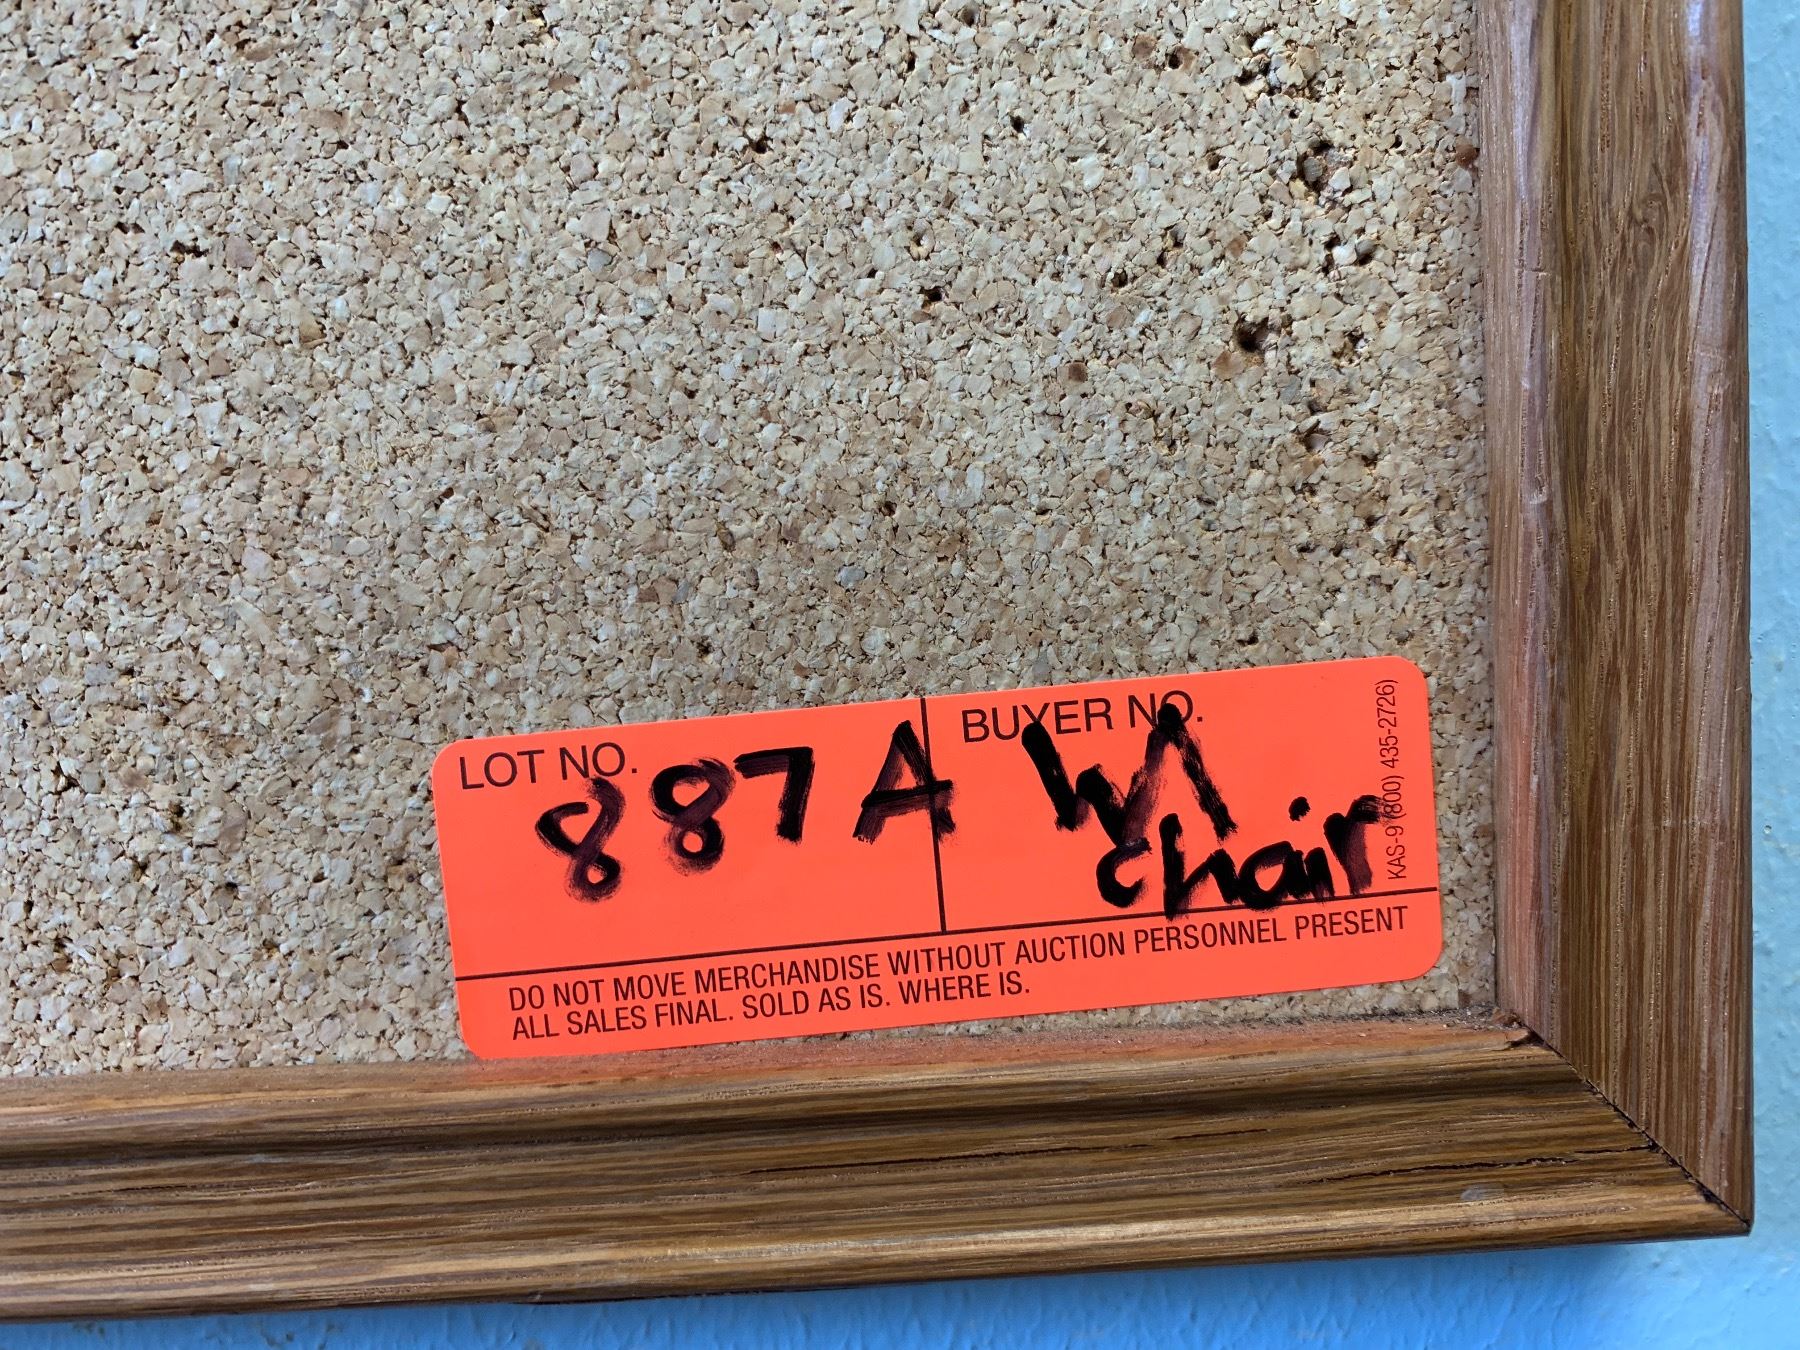 LOT NO.
887A
BUYER NO.
W/
chair
KAS-9 (800) 435-2726)
DO NOT MOVE MERCHANDISE WITHOUT AUCTION PERSONNEL PRESENT
ALL SALES FINAL. SOLD AS IS. WHERE IS.